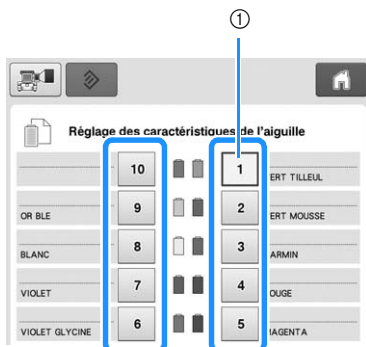 ①
Réglage des caractéristiques de l'aiguille
10 1 ERT TILLEUL
OR BLE 9 2 ERT MOUSSE
BLANC 8 3 ARMIN
VIOLET 7 4 OUGE
VIOLET GLYCINE 6 5 AGENTA